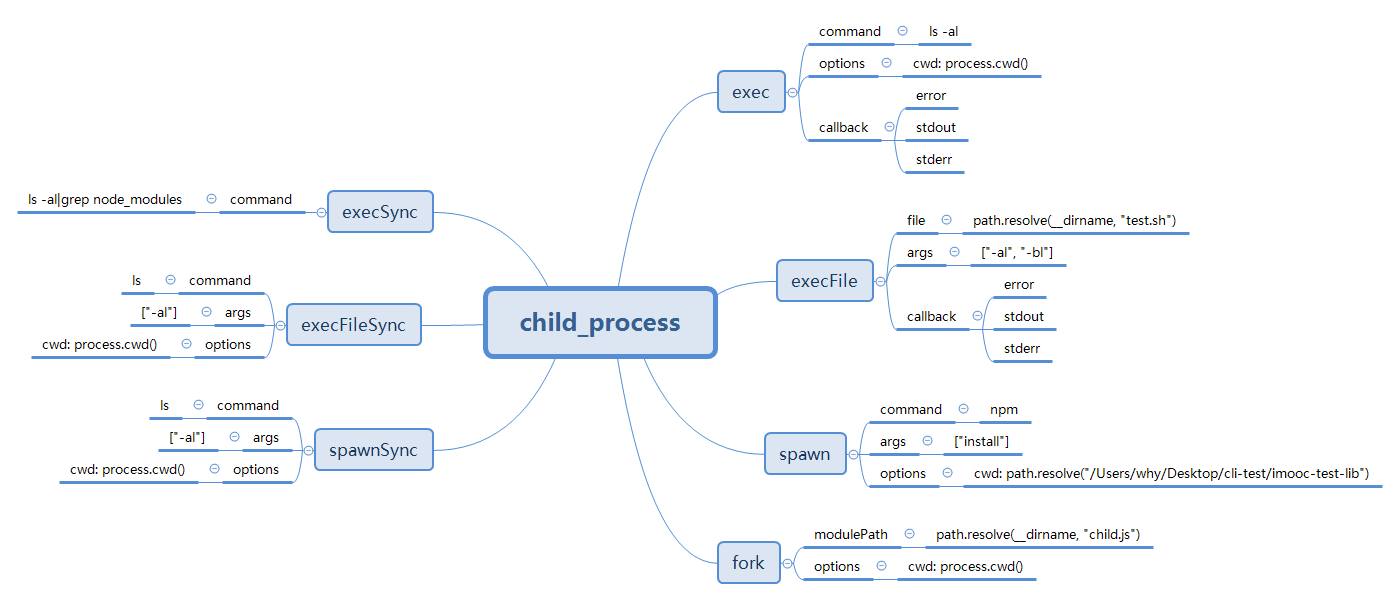 child_process
exec
command
ls -al
options
cwd: process.cwd()
callback
error
stdout
stderr
execFile
file
path.resolve(__dirname, "test.sh")
args
["-al", "-bl"]
callback
error
stdout
stderr
spawn
command
npm
args
["install"]
options
cwd: path.resolve("/Users/why/Desktop/cli-test/imooc-test-lib")
fork
modulePath
path.resolve(__dirname, "child.js")
options
cwd: process.cwd()
execSync
command
ls -al|grep node_modules
execFileSync
command
ls
args
["-al"]
options
cwd: process.cwd()
spawnSync
command
ls
args
["-al"]
options
cwd: process.cwd()